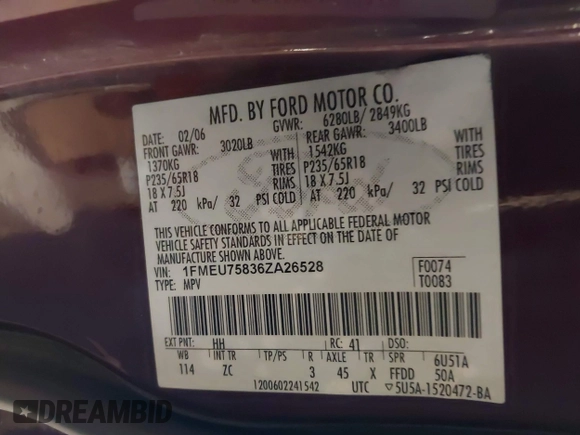 MFD. BY FORD MOTOR CO.
DATE: 02/06 GVWR: 6280LB/ 2849KG
FRONT GAWR: 3020LB REAR GAWR: 3400LB
1370KG WITH 1542KG WITH
P235/65R18 TIRES P235/65R18 TIRES
18 X 7.5J RIMS 18 X 7.5J RIMS
AT 220 kPa/ 32 PSI COLD AT 220 kPa/ 32 PSI COLD
THIS VEHICLE CONFORMS TO ALL APPLICABLE FEDERAL MOTOR
VEHICLE SAFETY STANDARDS IN EFFECT ON THE DATE OF
MANUFACTURE SHOWN ABOVE.
VIN: 1FMEU75836ZA26528 F0074
TYPE: MPV T0083
EXT PNT: HH RC: 41 DSO:
WB INT TR TP/PS R AXLE TR SPR 6U51A
114 ZC 3 45 X FFDD 50A
1200602241542 UTC ▽5U5A-1520472-BA
DREAMBID